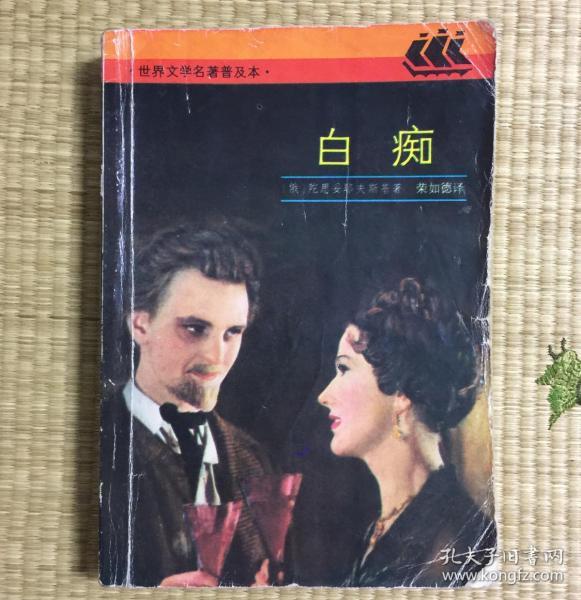 ·世界文学名著普及本·
白痴
〔俄〕陀思妥耶夫斯基著 荣如德译
孔夫子旧书网
www.kongfz.com